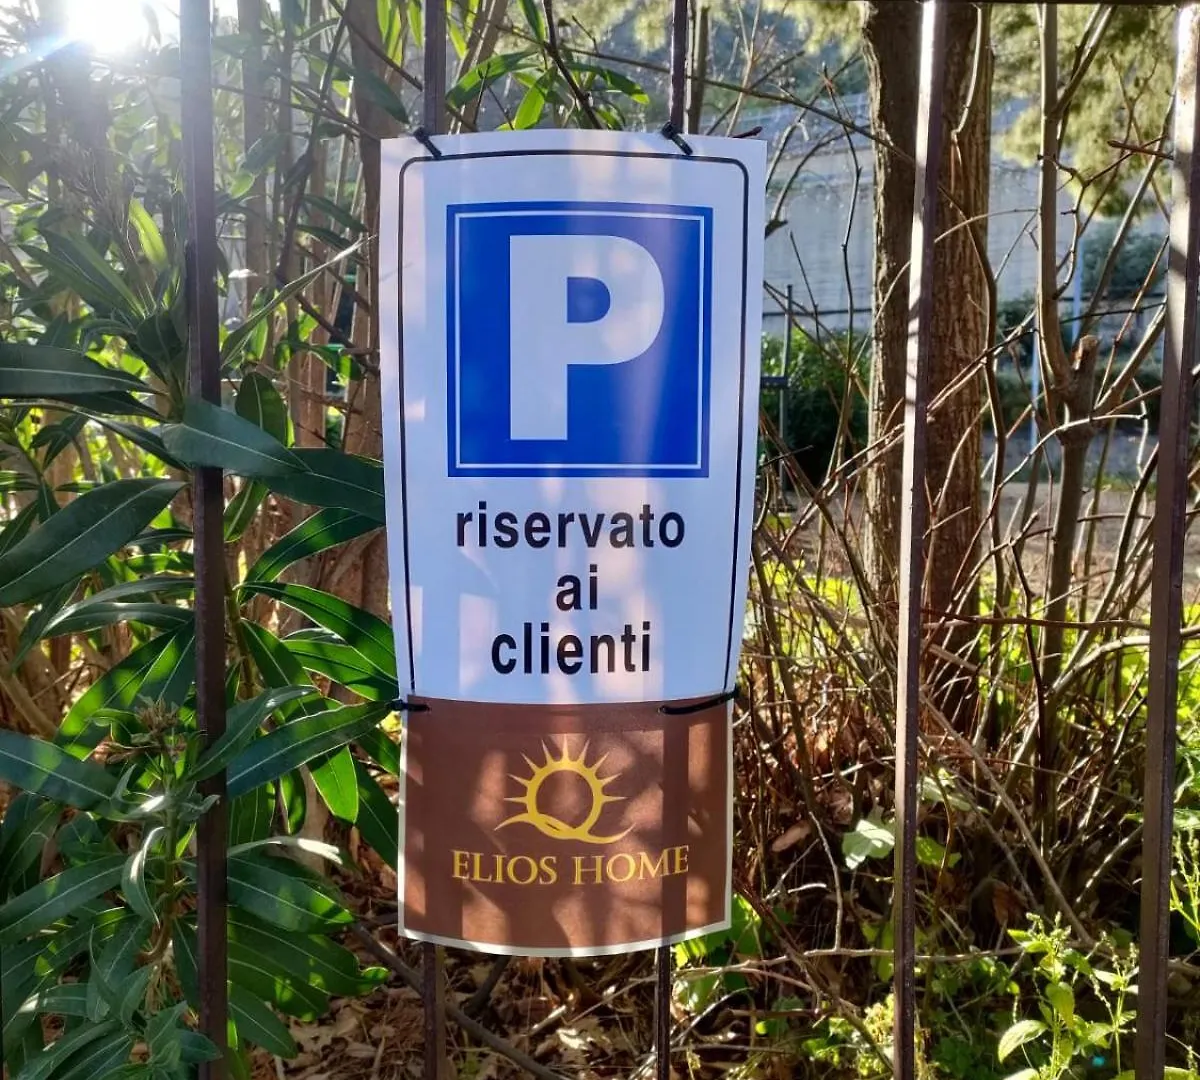 P
riservato
ai
clienti
ELIOS HOME